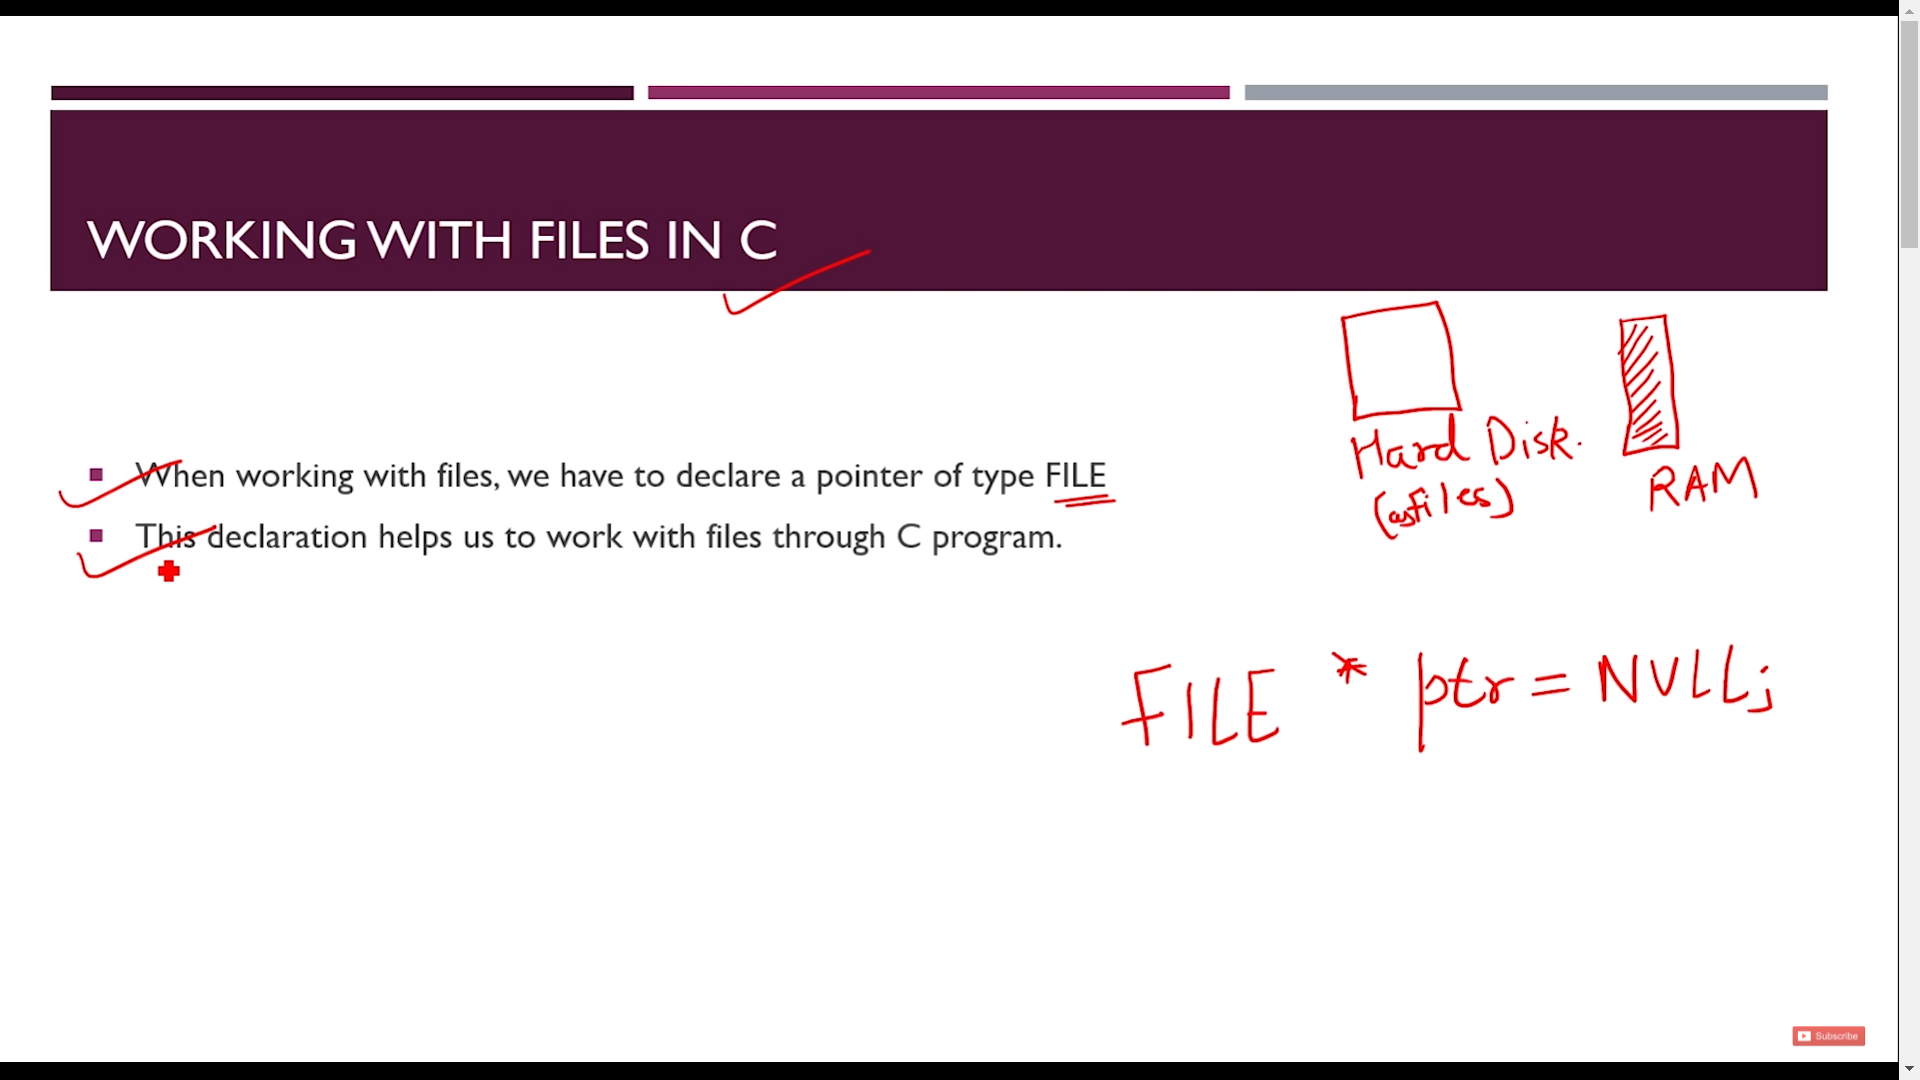 WORKING WITH FILES IN C
When working with files, we have to declare a pointer of type FILE
This declaration helps us to work with files through C program.
Hard Disk.
(as files)
RAM
FILE * ptr = NULL;
Subscribe